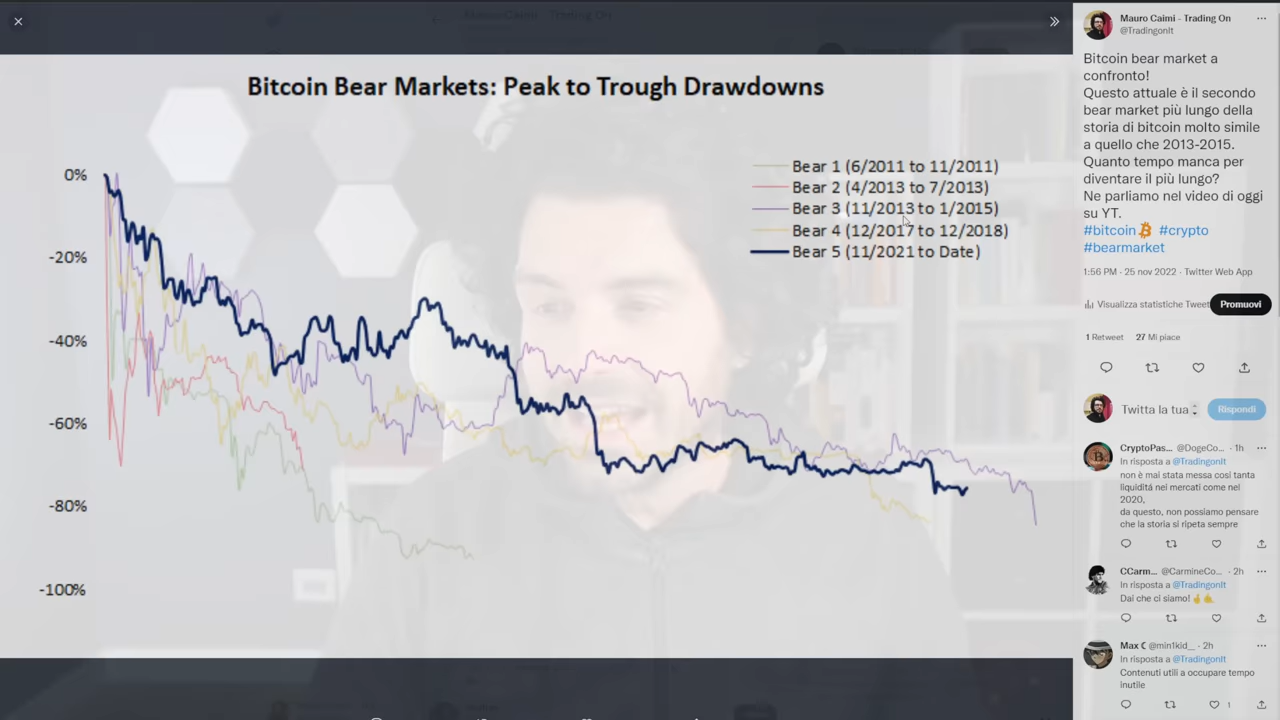 Bitcoin Bear Markets: Peak to Trough Drawdowns
0%
-20%
-40%
-60%
-80%
-100%
Bear 1 (6/2011 to 11/2011)
Bear 2 (4/2013 to 7/2013)
Bear 3 (11/2013 to 1/2015)
Bear 4 (12/2017 to 12/2018)
Bear 5 (11/2021 to Date)
Mauro Caimi - Trading On
@TradingonIt
Bitcoin bear market a
confronto!
Questo attuale è il secondo
bear market più lungo della
storia di bitcoin molto simile
a quello che 2013-2015.
Quanto tempo manca per
diventare il più lungo?
Ne parliamo nel video di oggi
su YT.
#bitcoin #crypto
#bearmarket
1:56 PM · 25 nov 2022 · Twitter Web App
Visualizza statistiche Tweet
Promuovi
1 Retweet 27 Mi piace
Twitta la tua
Rispondi
CryptoPas... @DogeCo... · 1h
In risposta a @TradingonIt
non è mai stata messa così tanta
liquiditá nei mercati come nel
2020,
da questo, non possiamo pensare
che la storia si ripeta sempre
CCarm... @CarmineCo... · 2h
In risposta a @TradingonIt
Dai che ci siamo!
Max @min1kid_ · 2h
In risposta a @TradingonIt
Contenuti utili a occupare tempo
inutile
1